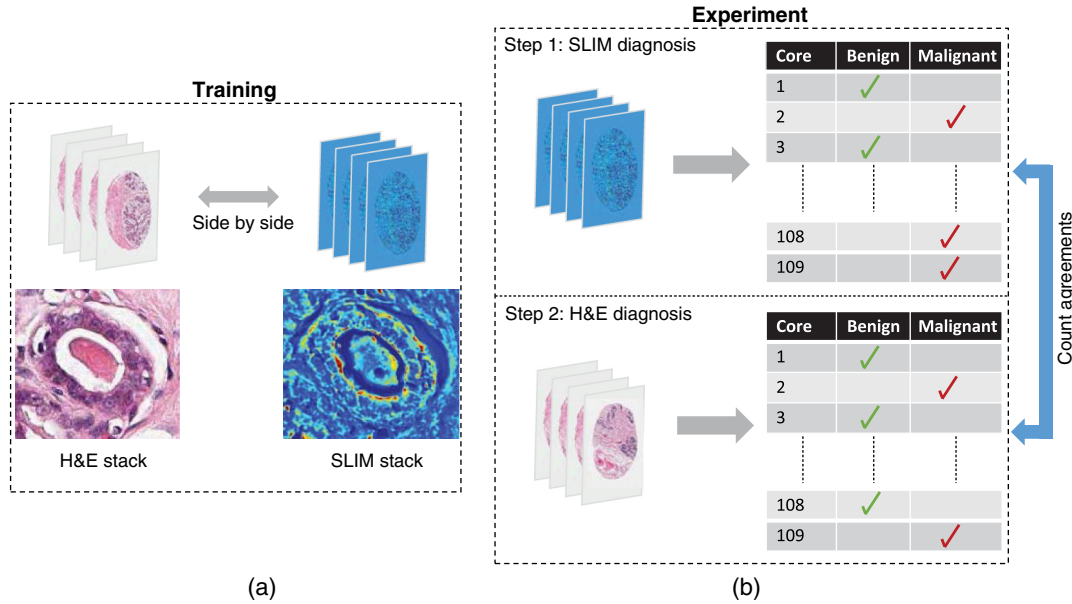 Training
Side by side
H&E stack
SLIM stack
(a)
Experiment
Step 1: SLIM diagnosis
Core Benign Malignant
1
2
3
108
109
Step 2: H&E diagnosis
Core Benign Malignant
1
2
3
108
109
Count agreements
(b)